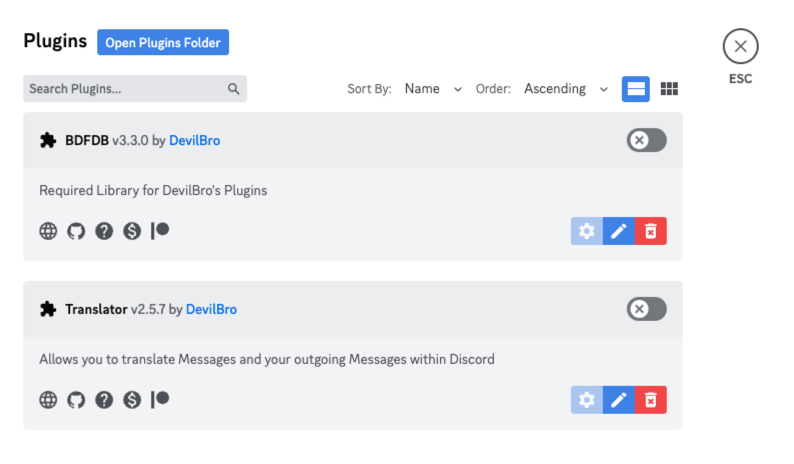 Plugins Open Plugins Folder
ESC
Search Plugins... Sort By: Name Order: Ascending
BDFDB v3.3.0 by DevilBro
Required Library for DevilBro's Plugins
Translator v2.5.7 by DevilBro
Allows you to translate Messages and your outgoing Messages within Discord